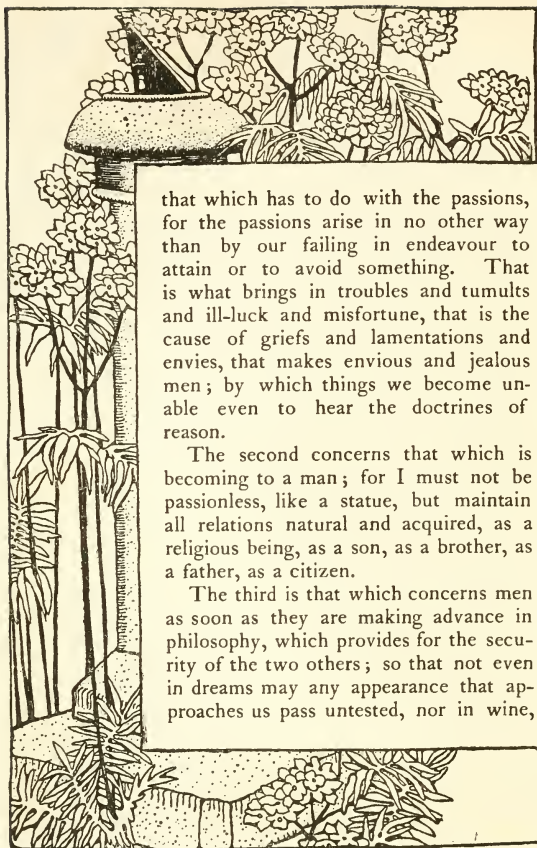 that which has to do with the passions,
for the passions arise in no other way
than by our failing in endeavour to
attain or to avoid something. That
is what brings in troubles and tumults
and ill-luck and misfortune, that is the
cause of griefs and lamentations and
envies, that makes envious and jealous
men; by which things we become un-
able even to hear the doctrines of
reason.
The second concerns that which is
becoming to a man; for I must not be
passionless, like a statue, but maintain
all relations natural and acquired, as a
religious being, as a son, as a brother, as
a father, as a citizen.
The third is that which concerns men
as soon as they are making advance in
philosophy, which provides for the secu-
rity of the two others; so that not even
in dreams may any appearance that ap-
proaches us pass untested, nor in wine,